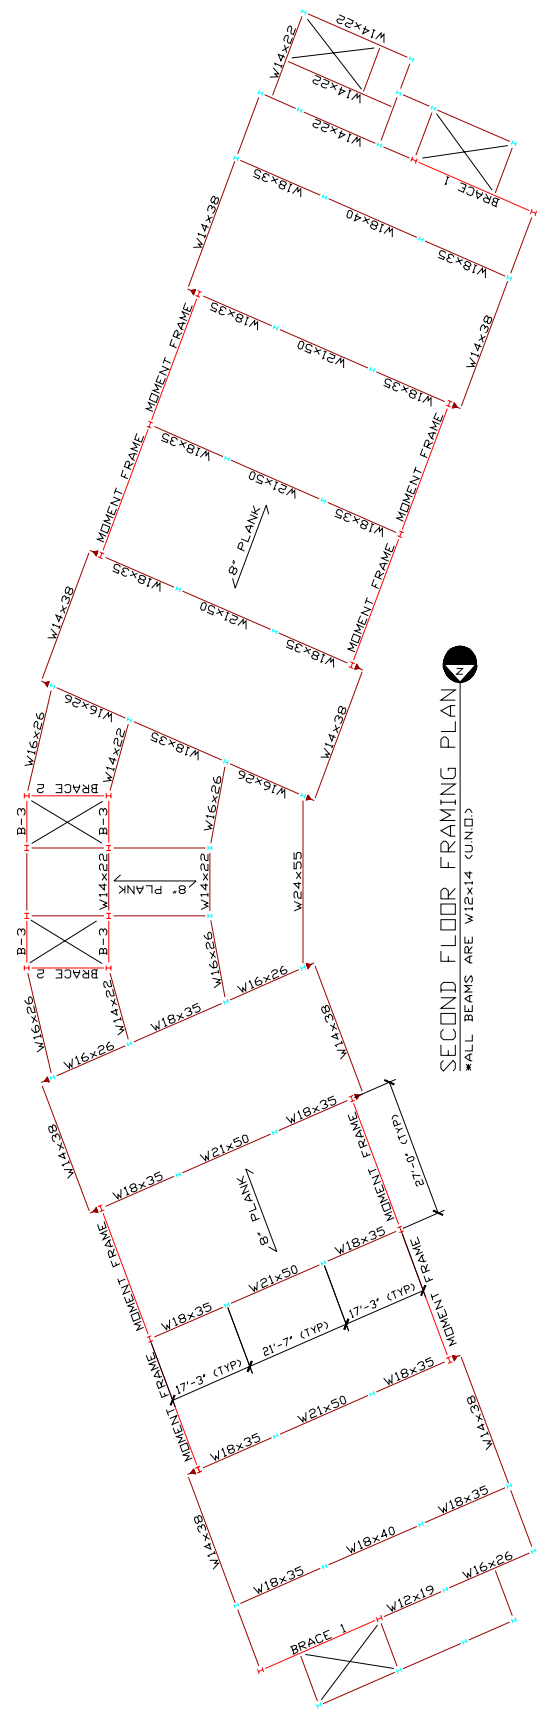 W14x22
W14x22
W14x22
W14x22
BRACE 1
W18x35
W18x40
W18x35
W14x38
W14x38
W18x35
W21x50
W18x35
MOMENT FRAME
MOMENT FRAME
W18x35
W21x50
W18x35
MOMENT FRAME
MOMENT FRAME
8" PLANK
W18x35
W21x50
W18x35
W14x38
W14x38
W16x26
W18x35
W16x26
W16x26
W14x22
W16x26
BRACE 2
B-3
B-3
W14x22
8" PLANK
W14x22
W24x55
B-3
B-3
BRACE 2
W16x26
W14x22
W16x26
W16x26
W18x35
W16x26
W14x38
W14x38
W18x35
W21x50
W18x35
8" PLANK
MOMENT FRAME
MOMENT FRAME
27'-0" (TYP)
W18x35
W21x50
W18x35
17'-3" (TYP)
21'-7" (TYP)
17'-3" (TYP)
MOMENT FRAME
MOMENT FRAME
W18x35
W21x50
W18x35
W14x38
W14x38
W18x35
W18x40
W18x35
BRACE 1
W12x19
W16x26
N
SECOND FLOOR FRAMING PLAN
*ALL BEAMS ARE W12x14 (U.N.O.)